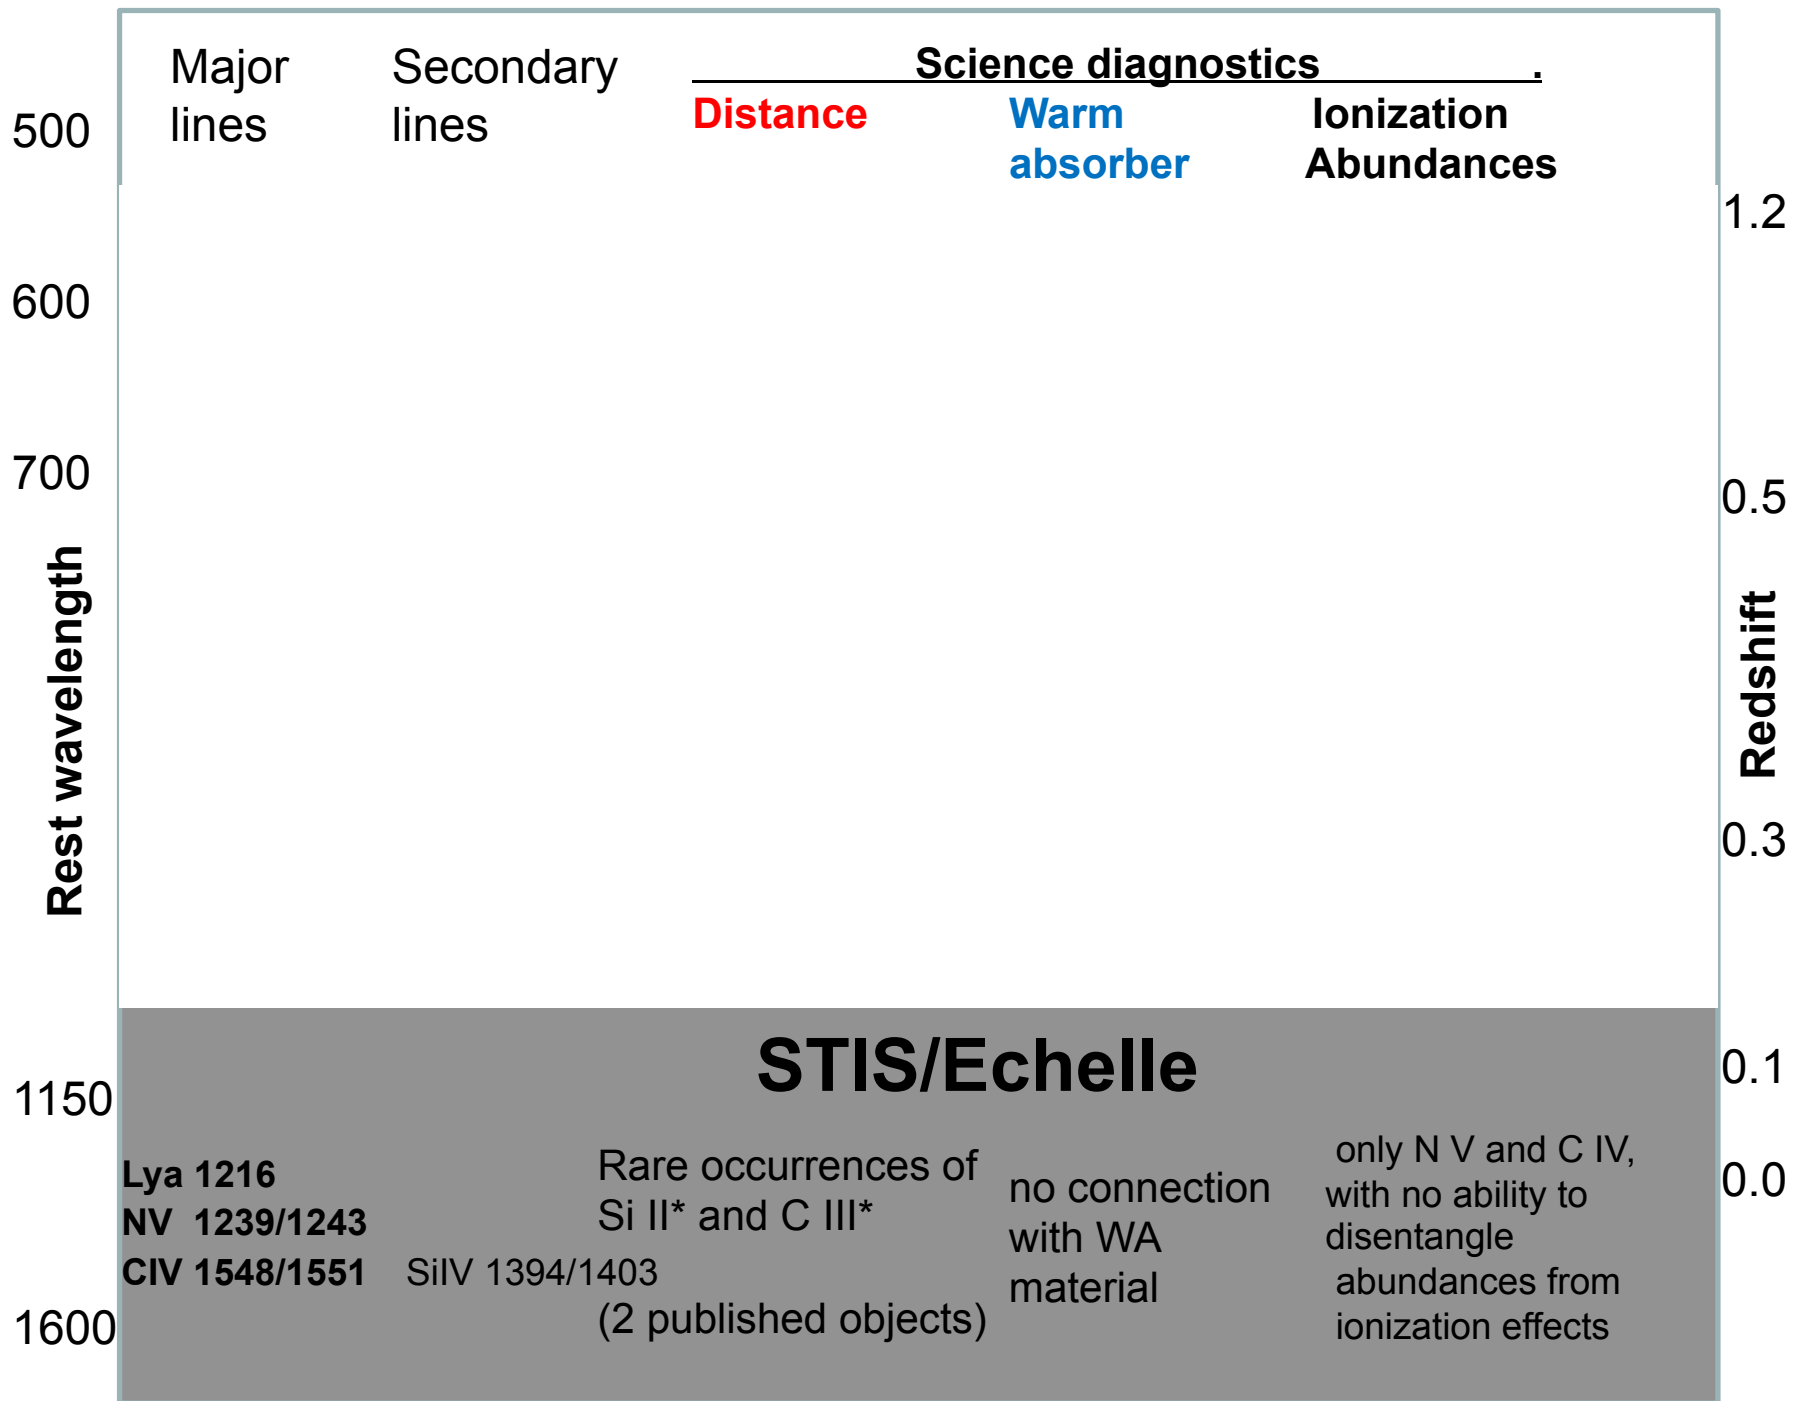 Major lines
Secondary lines
Science diagnostics .
Distance
Warm absorber
Ionization
Abundances
500
600
700
1150
1600
Rest wavelength
1.2
0.5
0.3
0.1
0.0
Redshift
STIS/Echelle
Lya 1216
NV 1239/1243
CIV 1548/1551
SiIV 1394/1403
Rare occurrences of
Si II* and C III*
(2 published objects)
no connection
with WA
material
only N V and C IV,
with no ability to
disentangle
abundances from
ionization effects